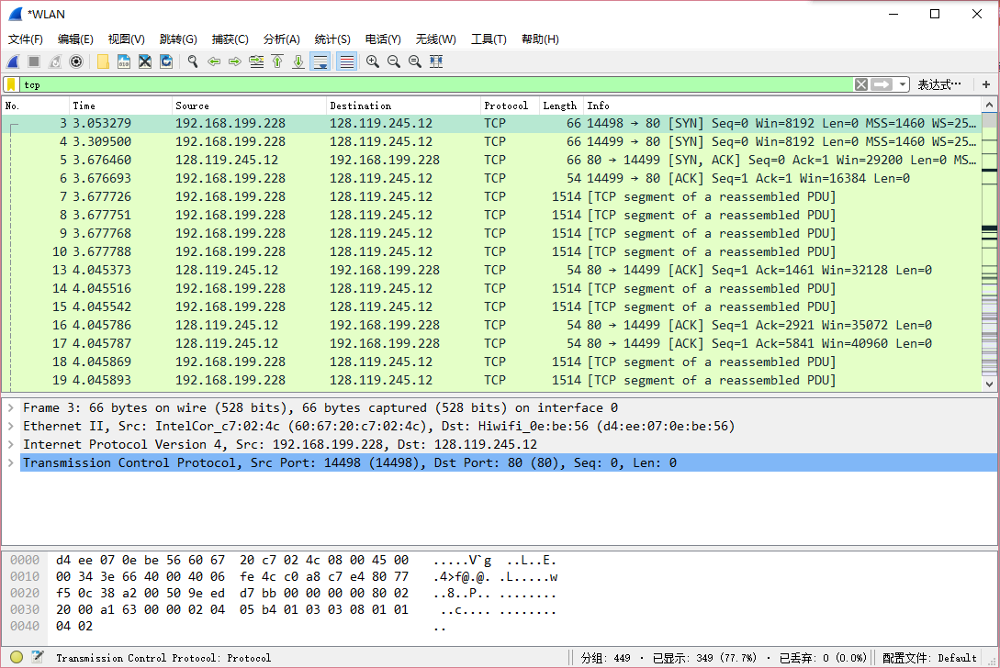 *WLAN
文件(F) 编辑(E) 视图(V) 跳转(G) 捕获(C) 分析(A) 统计(S) 电话(Y) 无线(W) 工具(T) 帮助(H)
tcp 表达式… +
No. Time Source Destination Protocol Length Info
3 3.053279 192.168.199.228 128.119.245.12 TCP 66 14498 → 80 [SYN] Seq=0 Win=8192 Len=0 MSS=1460 WS=25…
4 3.309500 192.168.199.228 128.119.245.12 TCP 66 14499 → 80 [SYN] Seq=0 Win=8192 Len=0 MSS=1460 WS=25…
5 3.676460 128.119.245.12 192.168.199.228 TCP 66 80 → 14499 [SYN, ACK] Seq=0 Ack=1 Win=29200 Len=0 MS…
6 3.676693 192.168.199.228 128.119.245.12 TCP 54 14499 → 80 [ACK] Seq=1 Ack=1 Win=16384 Len=0
7 3.677726 192.168.199.228 128.119.245.12 TCP 1514 [TCP segment of a reassembled PDU]
8 3.677751 192.168.199.228 128.119.245.12 TCP 1514 [TCP segment of a reassembled PDU]
9 3.677768 192.168.199.228 128.119.245.12 TCP 1514 [TCP segment of a reassembled PDU]
10 3.677788 192.168.199.228 128.119.245.12 TCP 1514 [TCP segment of a reassembled PDU]
13 4.045373 128.119.245.12 192.168.199.228 TCP 54 80 → 14499 [ACK] Seq=1 Ack=1461 Win=32128 Len=0
14 4.045516 192.168.199.228 128.119.245.12 TCP 1514 [TCP segment of a reassembled PDU]
15 4.045542 192.168.199.228 128.119.245.12 TCP 1514 [TCP segment of a reassembled PDU]
16 4.045786 128.119.245.12 192.168.199.228 TCP 54 80 → 14499 [ACK] Seq=1 Ack=2921 Win=35072 Len=0
17 4.045787 128.119.245.12 192.168.199.228 TCP 54 80 → 14499 [ACK] Seq=1 Ack=5841 Win=40960 Len=0
18 4.045869 192.168.199.228 128.119.245.12 TCP 1514 [TCP segment of a reassembled PDU]
19 4.045893 192.168.199.228 128.119.245.12 TCP 1514 [TCP segment of a reassembled PDU]
Frame 3: 66 bytes on wire (528 bits), 66 bytes captured (528 bits) on interface 0
Ethernet II, Src: IntelCor_c7:02:4c (60:67:20:c7:02:4c), Dst: Hiwifi_0e:be:56 (d4:ee:07:0e:be:56)
Internet Protocol Version 4, Src: 192.168.199.228, Dst: 128.119.245.12
Transmission Control Protocol, Src Port: 14498 (14498), Dst Port: 80 (80), Seq: 0, Len: 0
0000 d4 ee 07 0e be 56 60 67 20 c7 02 4c 08 00 45 00 .....V`g ..L..E.
0010 00 34 3e 66 40 00 40 06 fe 4c c0 a8 c7 e4 80 77 .4>f@.@. .L.....w
0020 f5 0c 38 a2 00 50 9e ed d7 bb 00 00 00 00 80 02 ..8..P.. ........
0030 20 00 a1 63 00 00 02 04 05 b4 01 03 03 08 01 01 ..c.... ........
0040 04 02 ..
Transmission Control Protocol: Protocol 分组: 449 · 已显示: 349 (77.7%) · 已丢弃: 0 (0.0%) 配置文件: Default